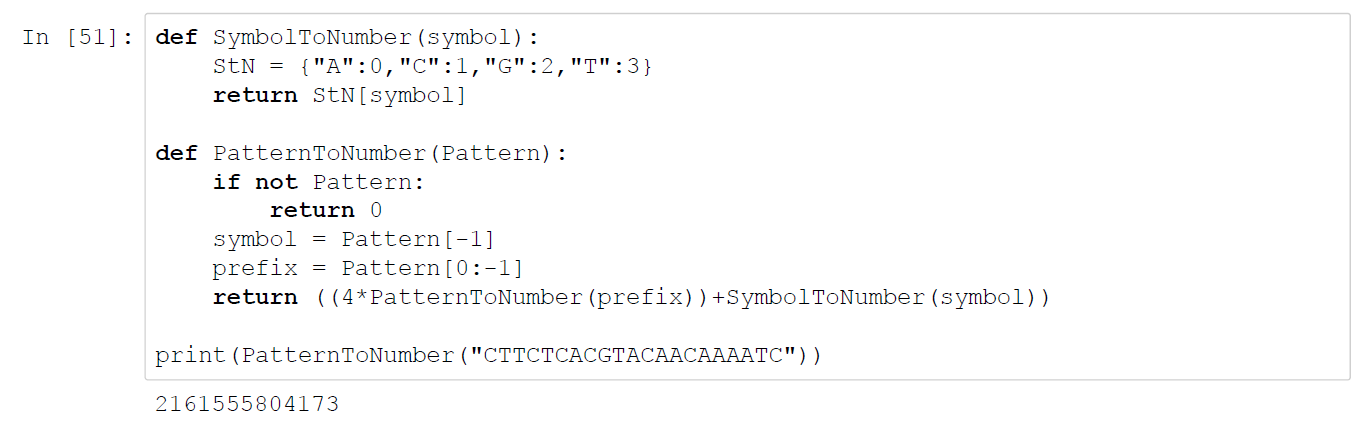 In [51]: def SymbolToNumber(symbol):
    StN = {"A":0,"C":1,"G":2,"T":3}
    return StN[symbol]

def PatternToNumber(Pattern):
    if not Pattern:
        return 0
    symbol = Pattern[-1]
    prefix = Pattern[0:-1]
    return ((4*PatternToNumber(prefix))+SymbolToNumber(symbol))

print(PatternToNumber("CTTCTCACGTACAACAAAATC"))
2161555804173